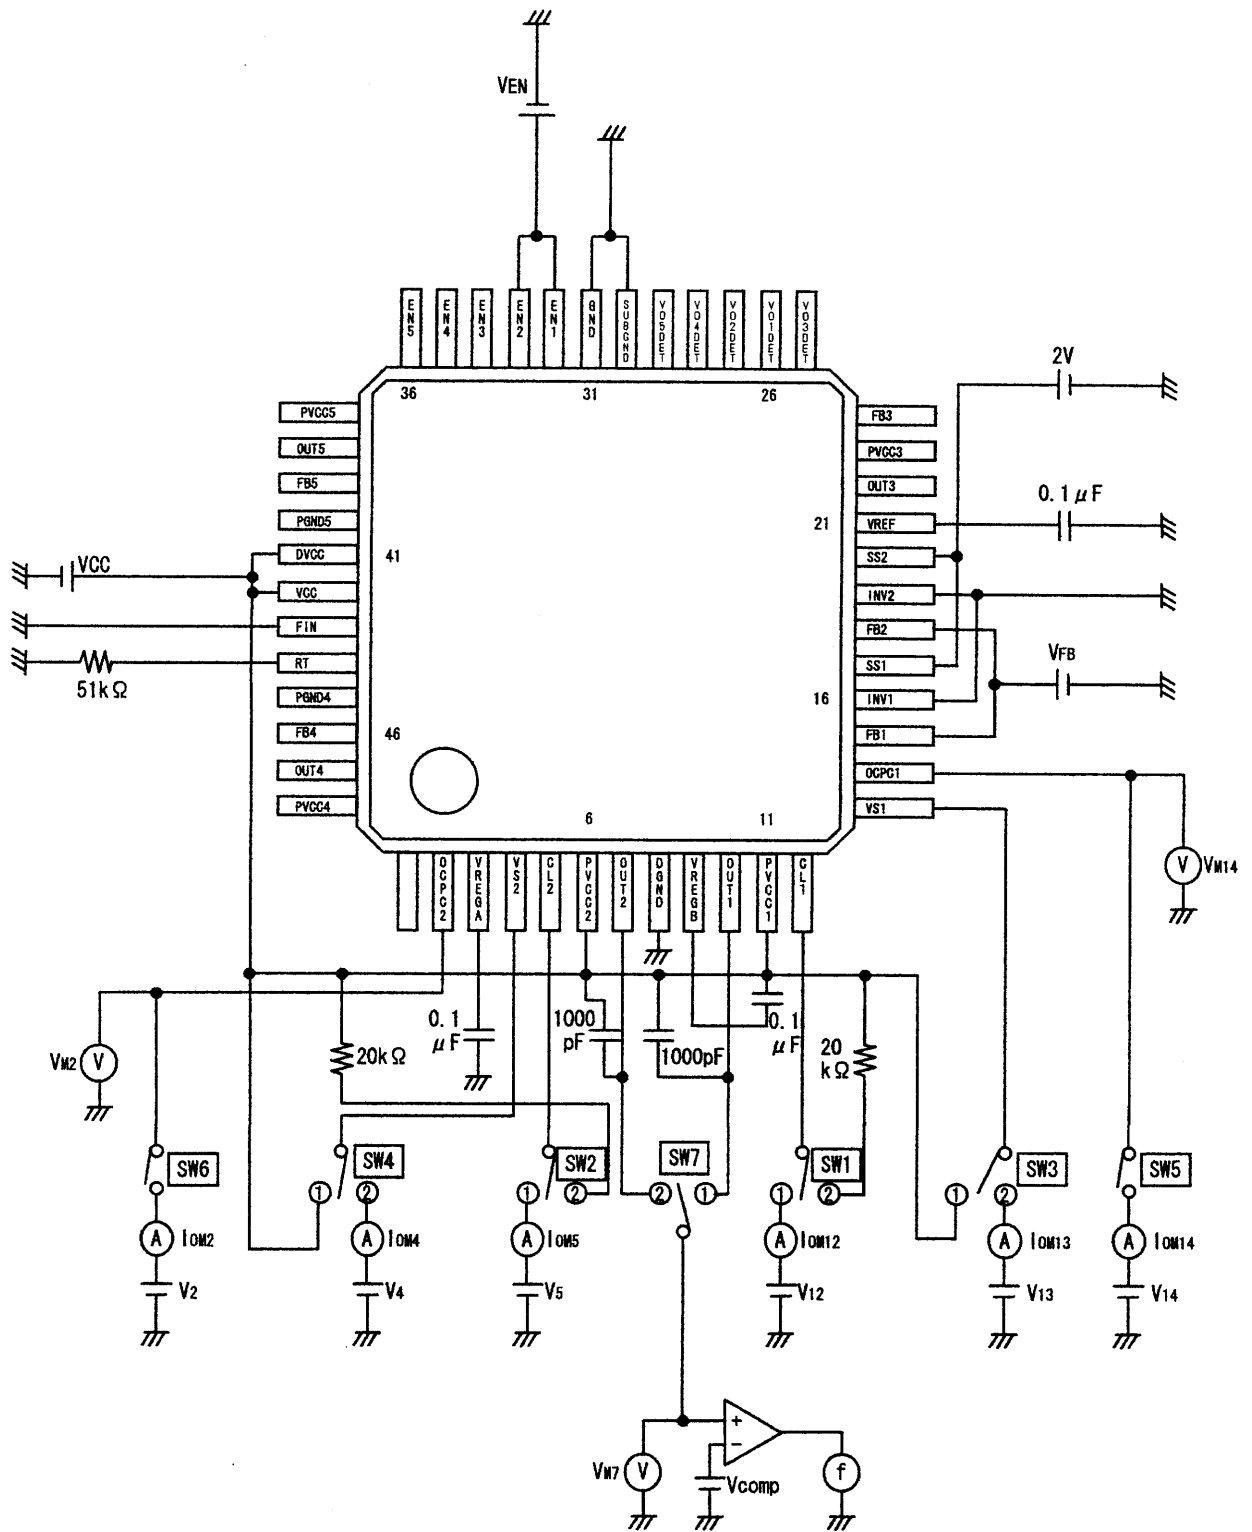 VEN
EN5
EN4
EN3
EN2
EN1
GND
SUBGND
VO5DET
VO4DET
VO2DET
VO1DET
VO3DET
36
31
26
2V
PVCC5
OUT5
FB5
PGND5
DVCC
VCC
FIN
RT
PGND4
FB4
OUT4
PVCC4
41
46
VCC
51kΩ
FB3
PVCC3
OUT3
VREF
SS2
INV2
FB2
SS1
INV1
FB1
OCPC1
VS1
21
16
0.1μF
VFB
VM14
V
6
11
OCPC2
VREGA
VS2
CL2
PVCC2
OUT2
DGND
VREGB
OUT1
PVCC1
CL1
VM2
V
20kΩ
0.1
μF
1000
pF
1000pF
0.1
μF
20
kΩ
SW6
1
SW4
2
1
SW2
2
SW7
2
1
SW1
1
2
1
SW3
2
SW5
A
IOM2
A
IOM4
A
IOM5
A
IOM12
A
IOM13
A
IOM14
V2
V4
V5
V12
V13
V14
VM7
V
+
-
Vcomp
f